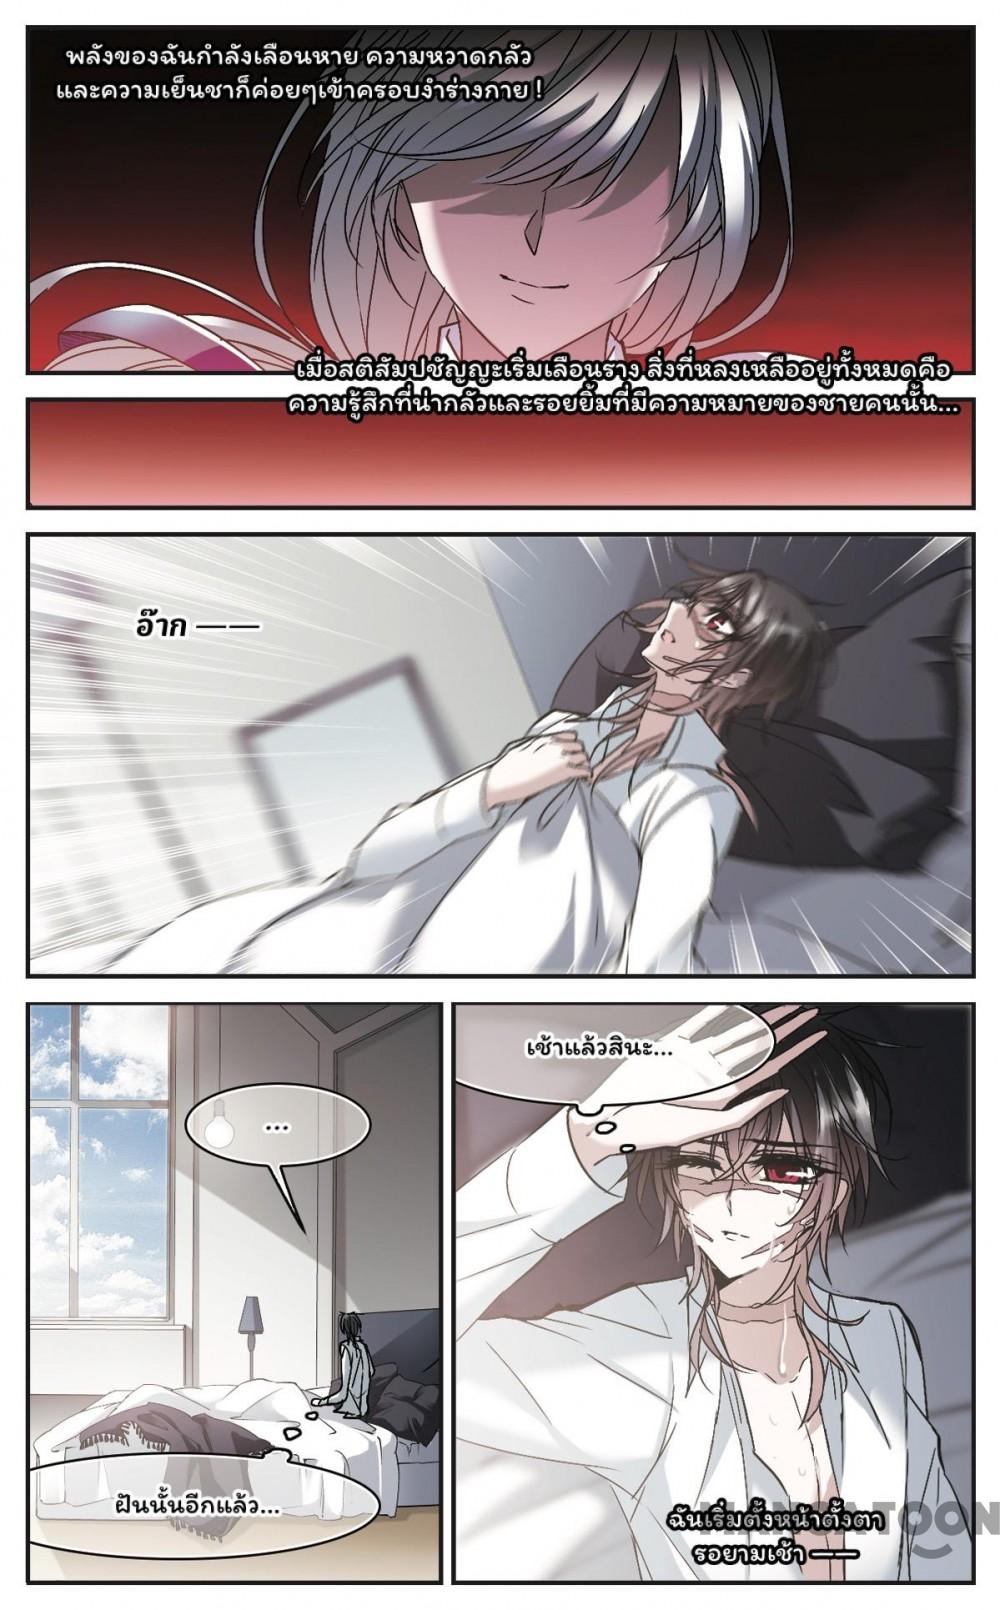 พลังของฉันกำลังเลือนหาย ความหวาดกลัว
และความเย็นชาก็ค่อยๆเข้าครอบงำร่างกาย !
เมื่อสติสัมปชัญญะเริ่มเลือนราง สิ่งที่หลงเหลืออยู่ทั้งหมดคือ
ความรู้สึกที่น่ากลัวและรอยยิ้มที่มีความหมายของชายคนนั้น...
อ๊าก ——
...
ฝันนั้นอีกแล้ว...
เช้าแล้วสินะ...
ฉันเริ่มตั้งหน้าตั้งตา
รอยามเช้า ——
MANGATOON